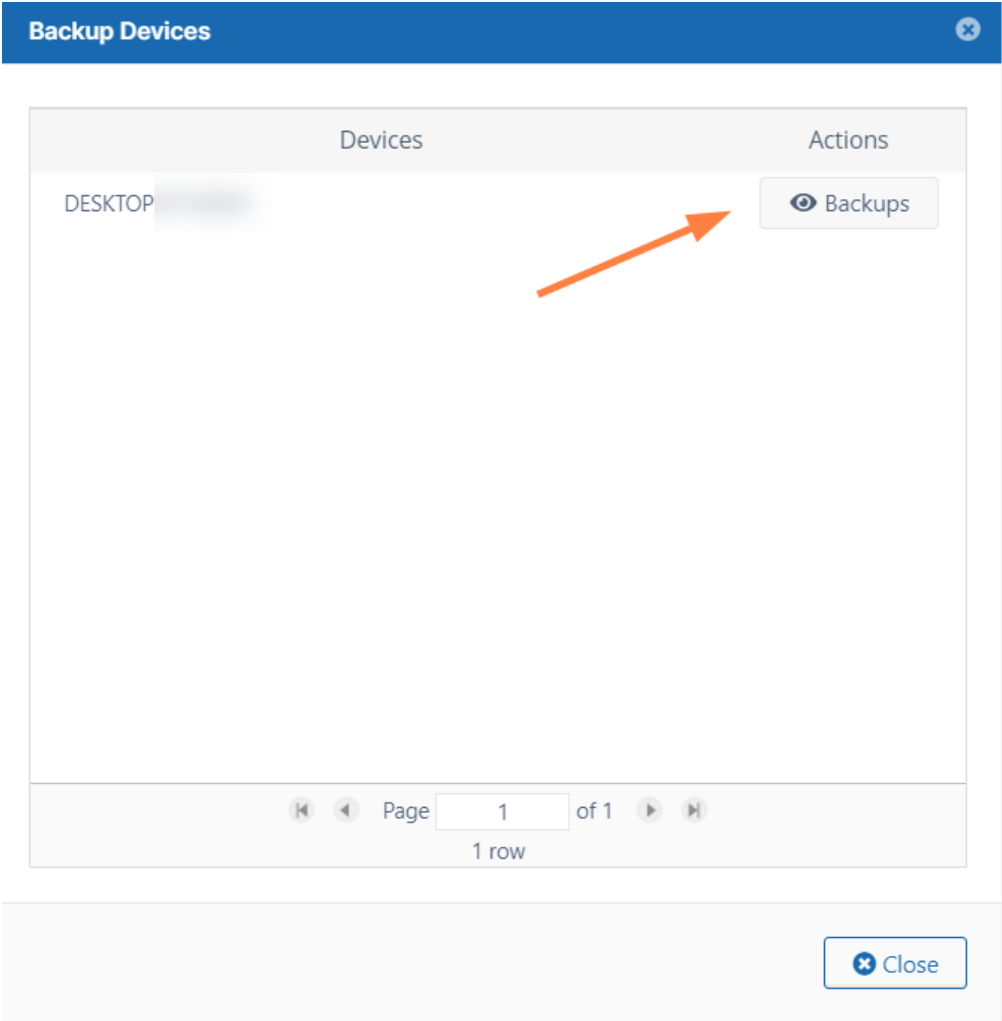 Backup Devices
Devices Actions
DESKTOP Backups
Page 1 of 1
1 row
Close